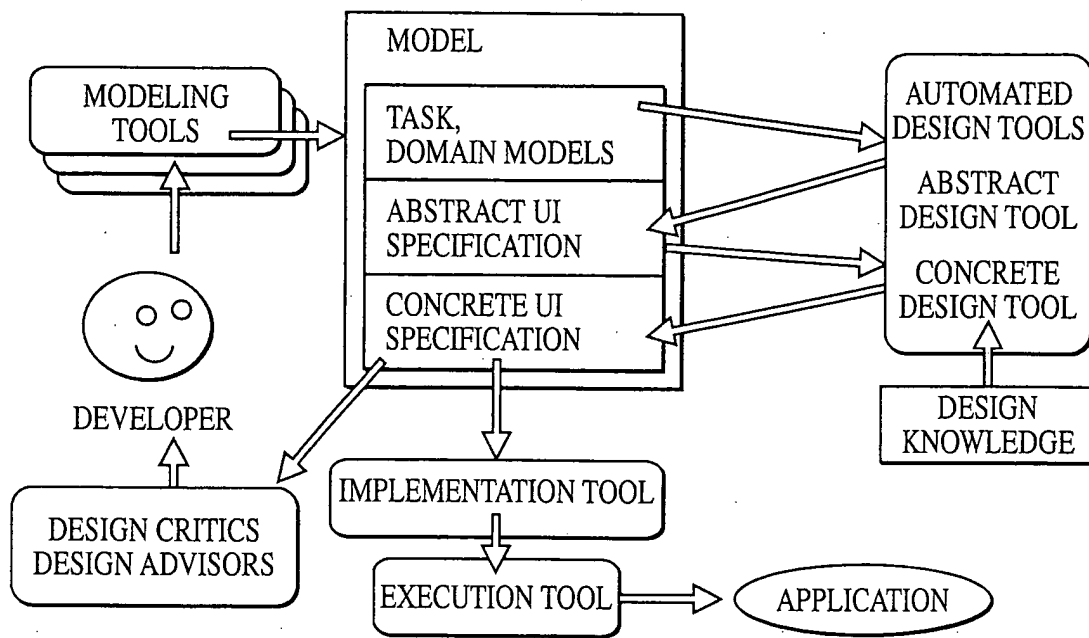 MODEL
MODELING
TOOLS
TASK,
DOMAIN MODELS
ABSTRACT UI
SPECIFICATION
CONCRETE UI
SPECIFICATION
AUTOMATED
DESIGN TOOLS
ABSTRACT
DESIGN TOOL
CONCRETE
DESIGN TOOL
DESIGN
KNOWLEDGE
DEVELOPER
DESIGN CRITICS
DESIGN ADVISORS
IMPLEMENTATION TOOL
EXECUTION TOOL
APPLICATION